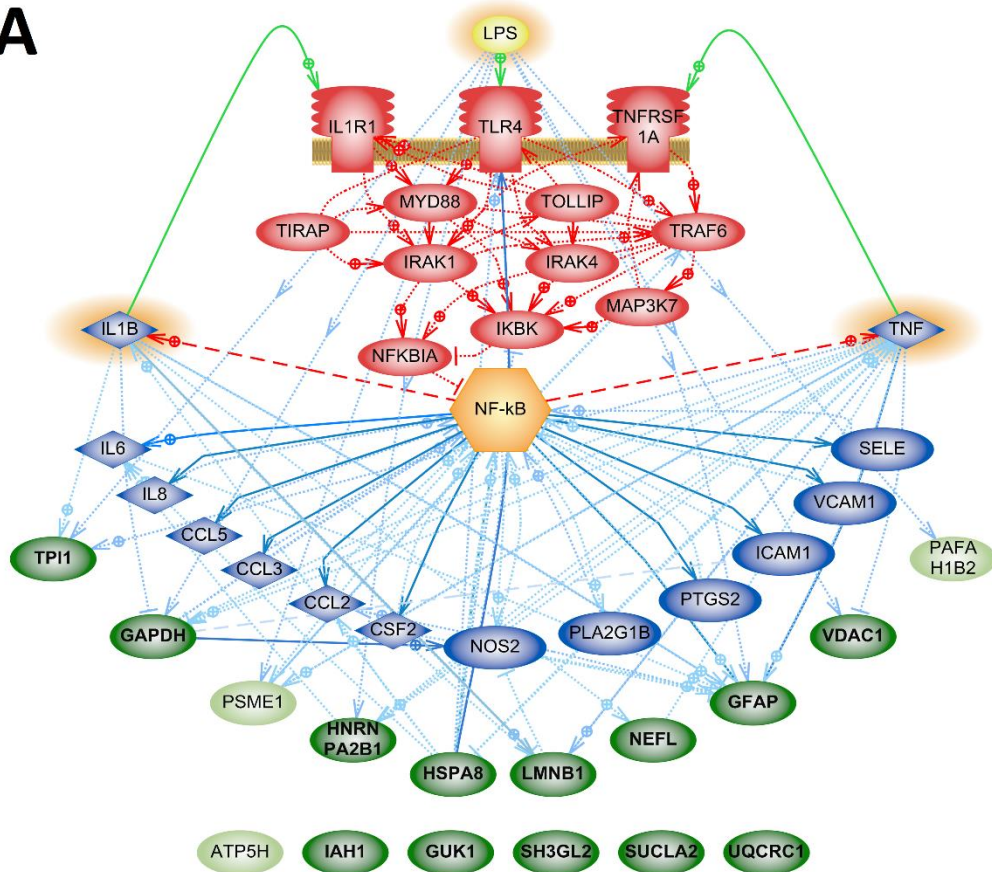 A
LPS
IL1R1
TLR4
TNFRSF
1A
MYD88
TOLLIP
TIRAP
TRAF6
IRAK1
IRAK4
MAP3K7
IL1B
IKBK
TNF
NFKBIA
NF-kB
IL6
SELE
IL8
VCAM1
CCL5
ICAM1
TPI1
PAFA
H1B2
CCL3
CCL2
PTGS2
CSF2
PLA2G1B
GAPDH
NOS2
VDAC1
PSME1
GFAP
HNRN
PA2B1
NEFL
HSPA8
LMNB1
ATP5H
IAH1
GUK1
SH3GL2
SUCLA2
UQCRC1